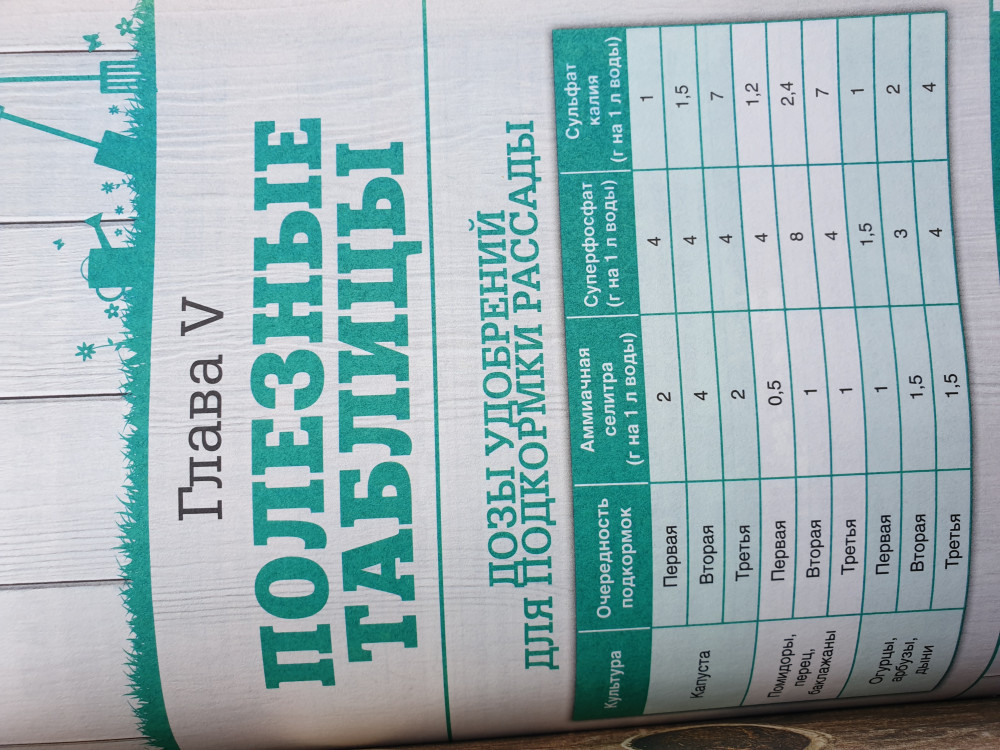 Глава V
ПОЛЕЗНЫЕ
ТАБЛИЦЫ
ДОЗЫ УДОБРЕНИЙ
ДЛЯ ПОДКОРМКИ РАССАДЫ
Культура | Очередность подкормок | Аммиачная селитра (г на 1 л воды) | Суперфосфат (г на 1 л воды) | Сульфат калия (г на 1 л воды)
Капуста | Первая | 2 | 4 | 1
Вторая | 4 | 4 | 1,5
Третья | 2 | 4 | 7
Помидоры, перец, баклажаны | Первая | 0,5 | 4 | 1,2
Вторая | 1 | 8 | 2,4
Третья | 1 | 4 | 7
Огурцы, арбузы, дыни | Первая | 1 | 1,5 | 1
Вторая | 1,5 | 3 | 2
Третья | 1,5 | 4 | 4